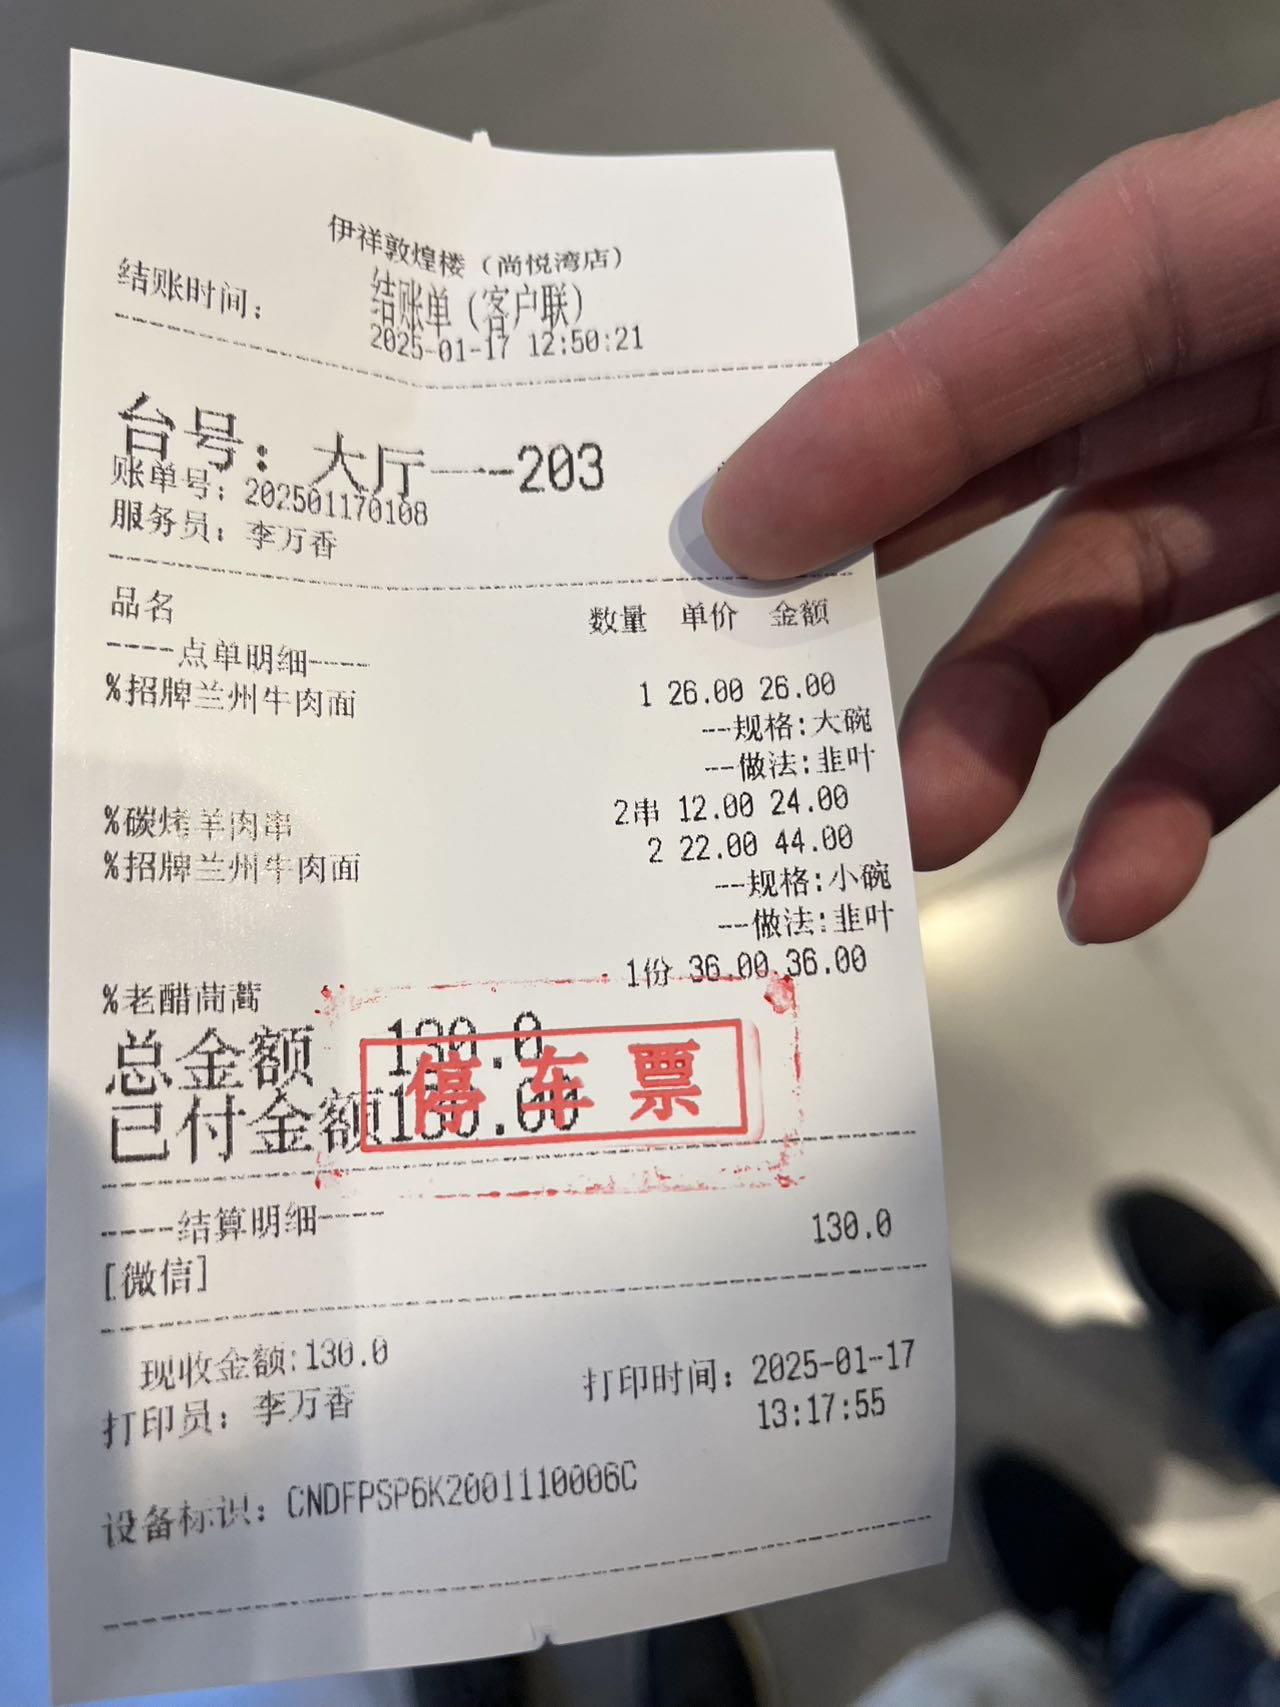 伊祥敦煌楼（尚悦湾店）
结账单（客户联）
结账时间： 2025-01-17 12:50:21
台号：大厅一-203
账单号：202501170108
服务员：李万香
品名 数量 单价 金额
----点单明细----
%招牌兰州牛肉面 1 26.00 26.00
--规格:大碗
--做法:韭叶
%碳烤羊肉串 2串 12.00 24.00
%招牌兰州牛肉面 2 22.00 44.00
--规格:小碗
--做法:韭叶
%老醋茼蒿 1份 36.00 36.00
总金额 130.0
已付金额130.00
停车票
----结算明细----
[微信] 130.0
现收金额:130.0
打印员：李万香 打印时间：2025-01-17
13:17:55
设备标识：CNDFPSP6K2001110006C